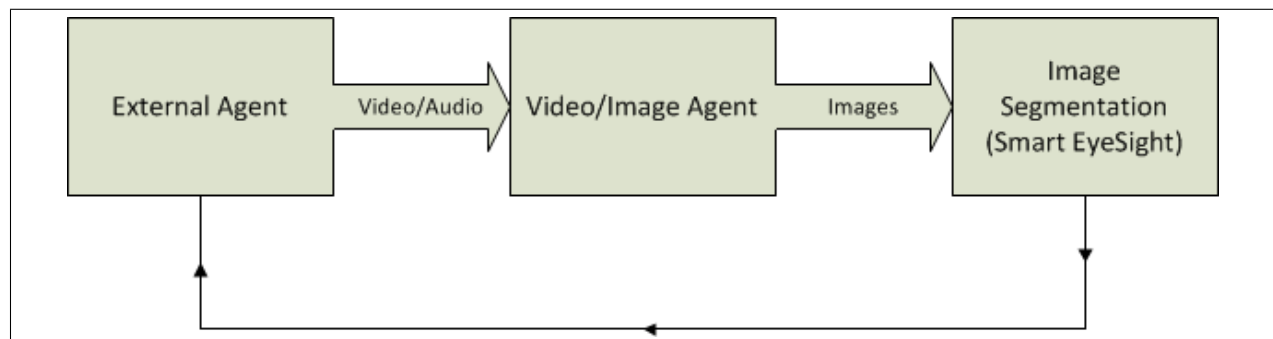 External Agent
Video/Audio
Video/Image Agent
Images
Image
Segmentation
(Smart EyeSight)